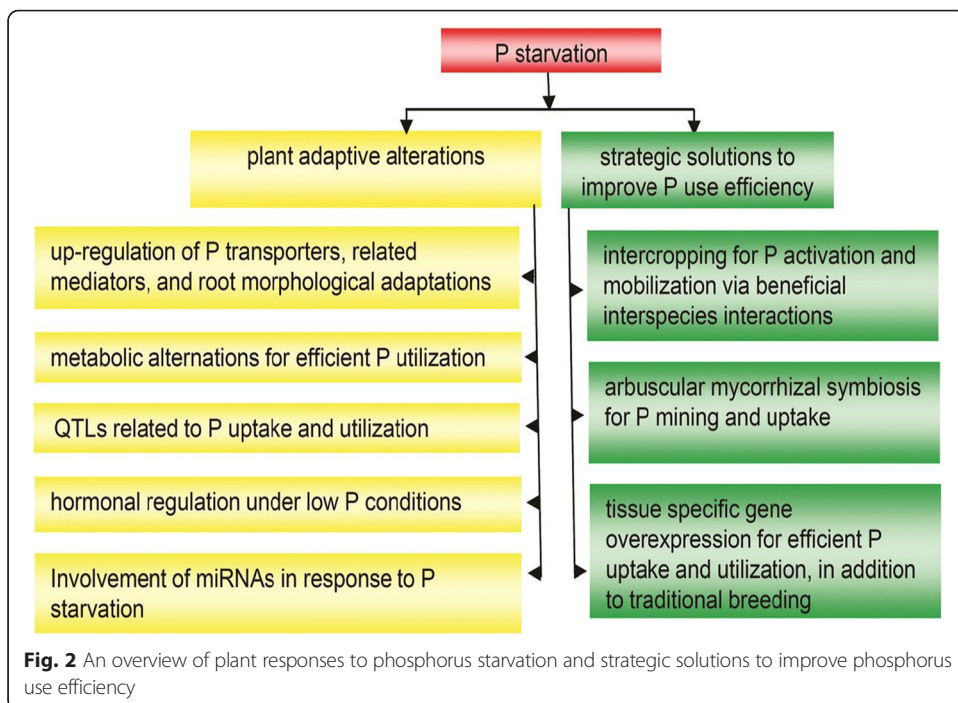 P starvation
plant adaptive alterations
up-regulation of P transporters, related
mediators, and root morphological adaptations
metabolic alternations for efficient P utilization
QTLs related to P uptake and utilization
hormonal regulation under low P conditions
Involvement of miRNAs in response to P
starvation
strategic solutions to
improve P use efficiency
intercropping for P activation and
mobilization via beneficial
interspecies interactions
arbuscular mycorrhizal symbiosis
for P mining and uptake
tissue specific gene
overexpression for efficient P
uptake and utilization, in addition
to traditional breeding
Fig. 2 An overview of plant responses to phosphorus starvation and strategic solutions to improve phosphorus
use efficiency